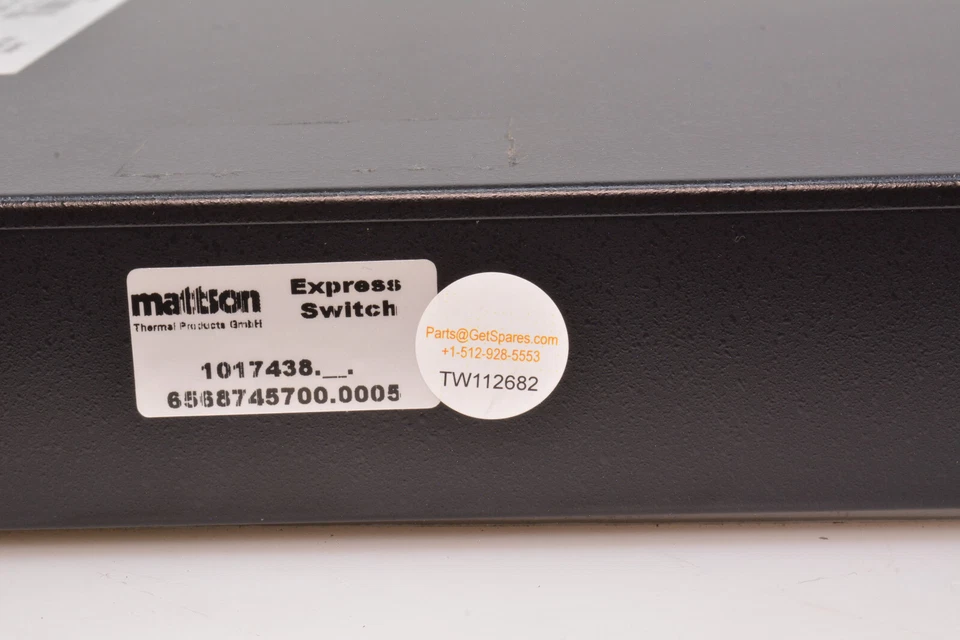 mattson
Thermal Products GmbH
Express
Switch
1017438.__.
6568745700.0005
Parts@GetSpares.com
+1-512-928-5553
TW112682